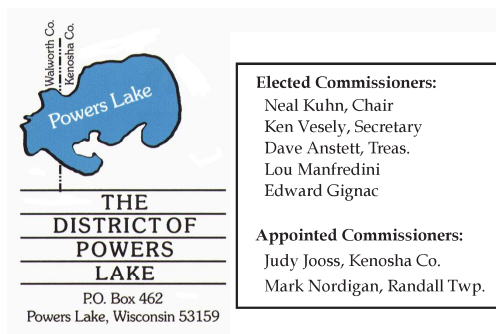 Walworth Co.
Kenosha Co.
Powers Lake
THE
DISTRICT OF
POWERS
LAKE
P.O. Box 462
Powers Lake, Wisconsin 53159
Elected Commissioners:
Neal Kuhn, Chair
Ken Vesely, Secretary
Dave Anstett, Treas.
Lou Manfredini
Edward Gignac
Appointed Commissioners:
Judy Jooss, Kenosha Co.
Mark Nordigan, Randall Twp.